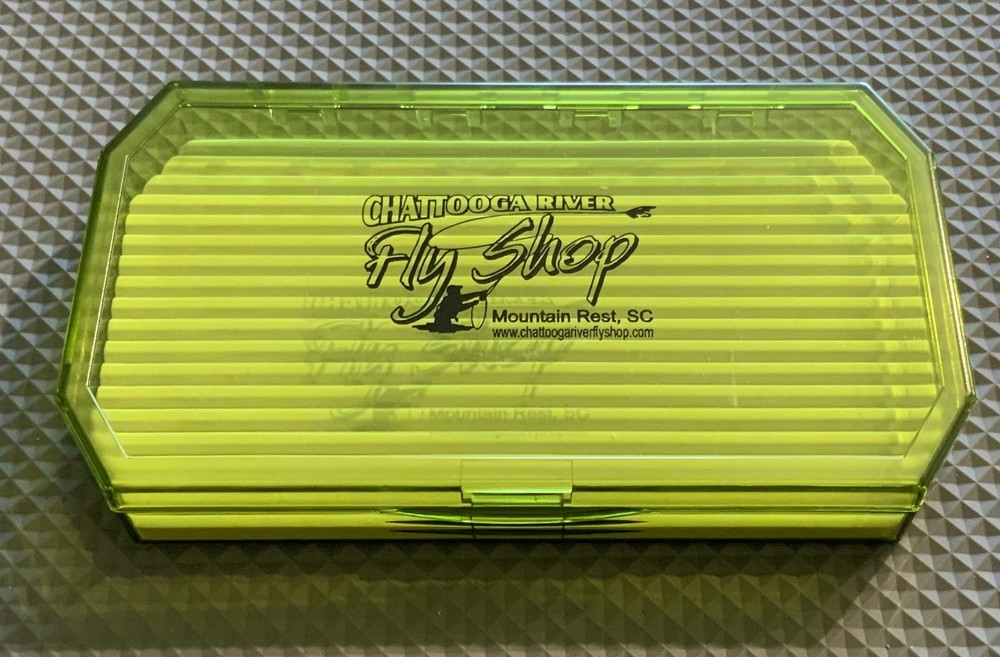 CHATTOOGA RIVER
Fly Shop
Mountain Rest, SC
www.chattoogariverflyshop.com